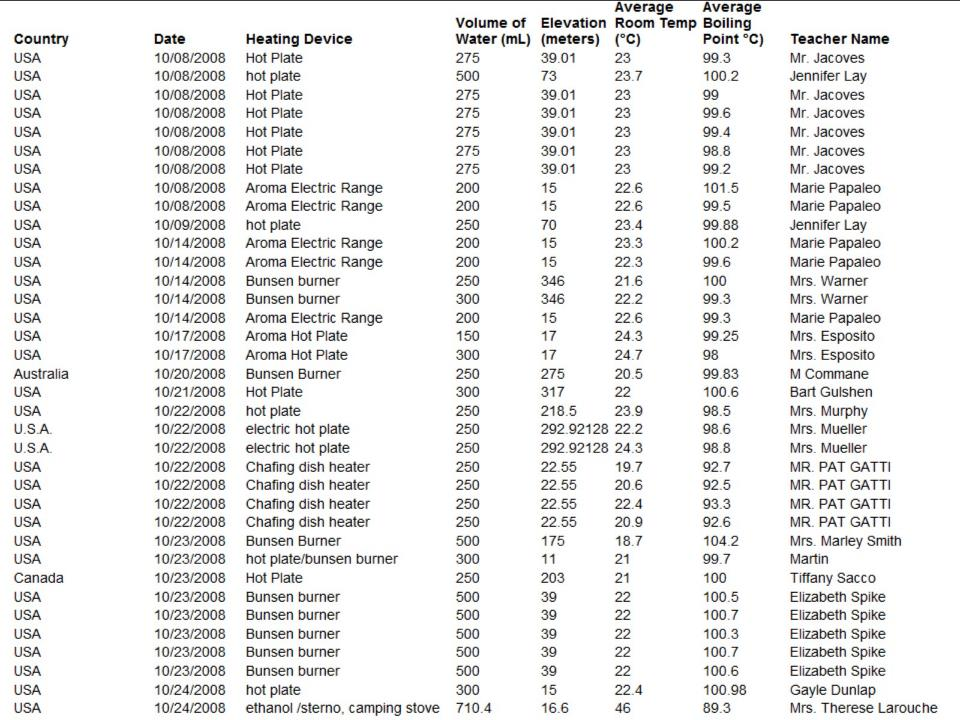 Country Date Heating Device Volume of Water (mL) Elevation (meters) Average Room Temp (°C) Average Boiling Point °C) Teacher Name
USA 10/08/2008 Hot Plate 275 39.01 23 99.3 Mr. Jacoves
USA 10/08/2008 hot plate 500 73 23.7 100.2 Jennifer Lay
USA 10/08/2008 Hot Plate 275 39.01 23 99 Mr. Jacoves
USA 10/08/2008 Hot Plate 275 39.01 23 99.6 Mr. Jacoves
USA 10/08/2008 Hot Plate 275 39.01 23 99.4 Mr. Jacoves
USA 10/08/2008 Hot Plate 275 39.01 23 98.8 Mr. Jacoves
USA 10/08/2008 Hot Plate 275 39.01 23 99.2 Mr. Jacoves
USA 10/08/2008 Aroma Electric Range 200 15 22.6 101.5 Marie Papaleo
USA 10/08/2008 Aroma Electric Range 200 15 22.6 99.5 Marie Papaleo
USA 10/09/2008 hot plate 250 70 23.4 99.88 Jennifer Lay
USA 10/14/2008 Aroma Electric Range 200 15 23.3 100.2 Marie Papaleo
USA 10/14/2008 Aroma Electric Range 200 15 22.3 99.6 Marie Papaleo
USA 10/14/2008 Bunsen burner 250 346 21.6 100 Mrs. Warner
USA 10/14/2008 Bunsen burner 300 346 22.2 99.3 Mrs. Warner
USA 10/14/2008 Aroma Electric Range 200 15 22.6 99.3 Marie Papaleo
USA 10/17/2008 Aroma Hot Plate 150 17 24.3 99.25 Mrs. Esposito
USA 10/17/2008 Aroma Hot Plate 300 17 24.7 98 Mrs. Esposito
Australia 10/20/2008 Bunsen Burner 250 275 20.5 99.83 M Commane
USA 10/21/2008 Hot Plate 300 317 22 100.6 Bart Gulshen
USA 10/22/2008 hot plate 250 218.5 23.9 98.5 Mrs. Murphy
U.S.A. 10/22/2008 electric hot plate 250 292.92128 22.2 98.6 Mrs. Mueller
U.S.A. 10/22/2008 electric hot plate 250 292.92128 24.3 98.8 Mrs. Mueller
USA 10/22/2008 Chafing dish heater 250 22.55 19.7 92.7 MR. PAT GATTI
USA 10/22/2008 Chafing dish heater 250 22.55 20.6 92.5 MR. PAT GATTI
USA 10/22/2008 Chafing dish heater 250 22.55 22.4 93.3 MR. PAT GATTI
USA 10/22/2008 Chafing dish heater 250 22.55 20.9 92.6 MR. PAT GATTI
USA 10/23/2008 Bunsen Burner 500 175 18.7 104.2 Mrs. Marley Smith
USA 10/23/2008 hot plate/bunsen burner 300 11 21 99.7 Martin
Canada 10/23/2008 Hot Plate 250 203 21 100 Tiffany Sacco
USA 10/23/2008 Bunsen burner 500 39 22 100.5 Elizabeth Spike
USA 10/23/2008 Bunsen burner 500 39 22 100.7 Elizabeth Spike
USA 10/23/2008 Bunsen burner 500 39 22 100.3 Elizabeth Spike
USA 10/23/2008 Bunsen burner 500 39 22 100.7 Elizabeth Spike
USA 10/23/2008 Bunsen burner 500 39 22 100.6 Elizabeth Spike
USA 10/24/2008 hot plate 300 15 22.4 100.98 Gayle Dunlap
USA 10/24/2008 ethanol /sterno, camping stove 710.4 16.6 46 89.3 Mrs. Therese Larouche